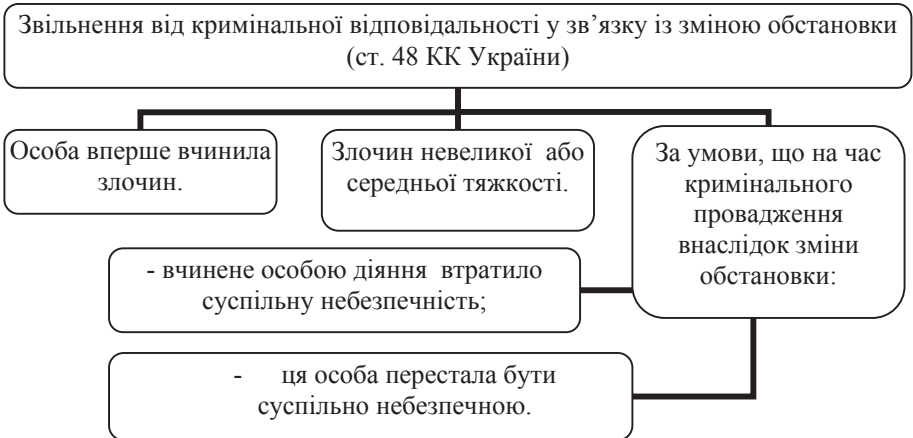 Звільнення від кримінальної відповідальності у зв’язку із зміною обстановки
(ст. 48 КК України)
Особа вперше вчинила
злочин.
Злочин невеликої або
середньої тяжкості.
За умови, що на час
кримінального
провадження
внаслідок зміни
обстановки:
- вчинене особою діяння втратило
суспільну небезпечність;
- ця особа перестала бути
суспільно небезпечною.